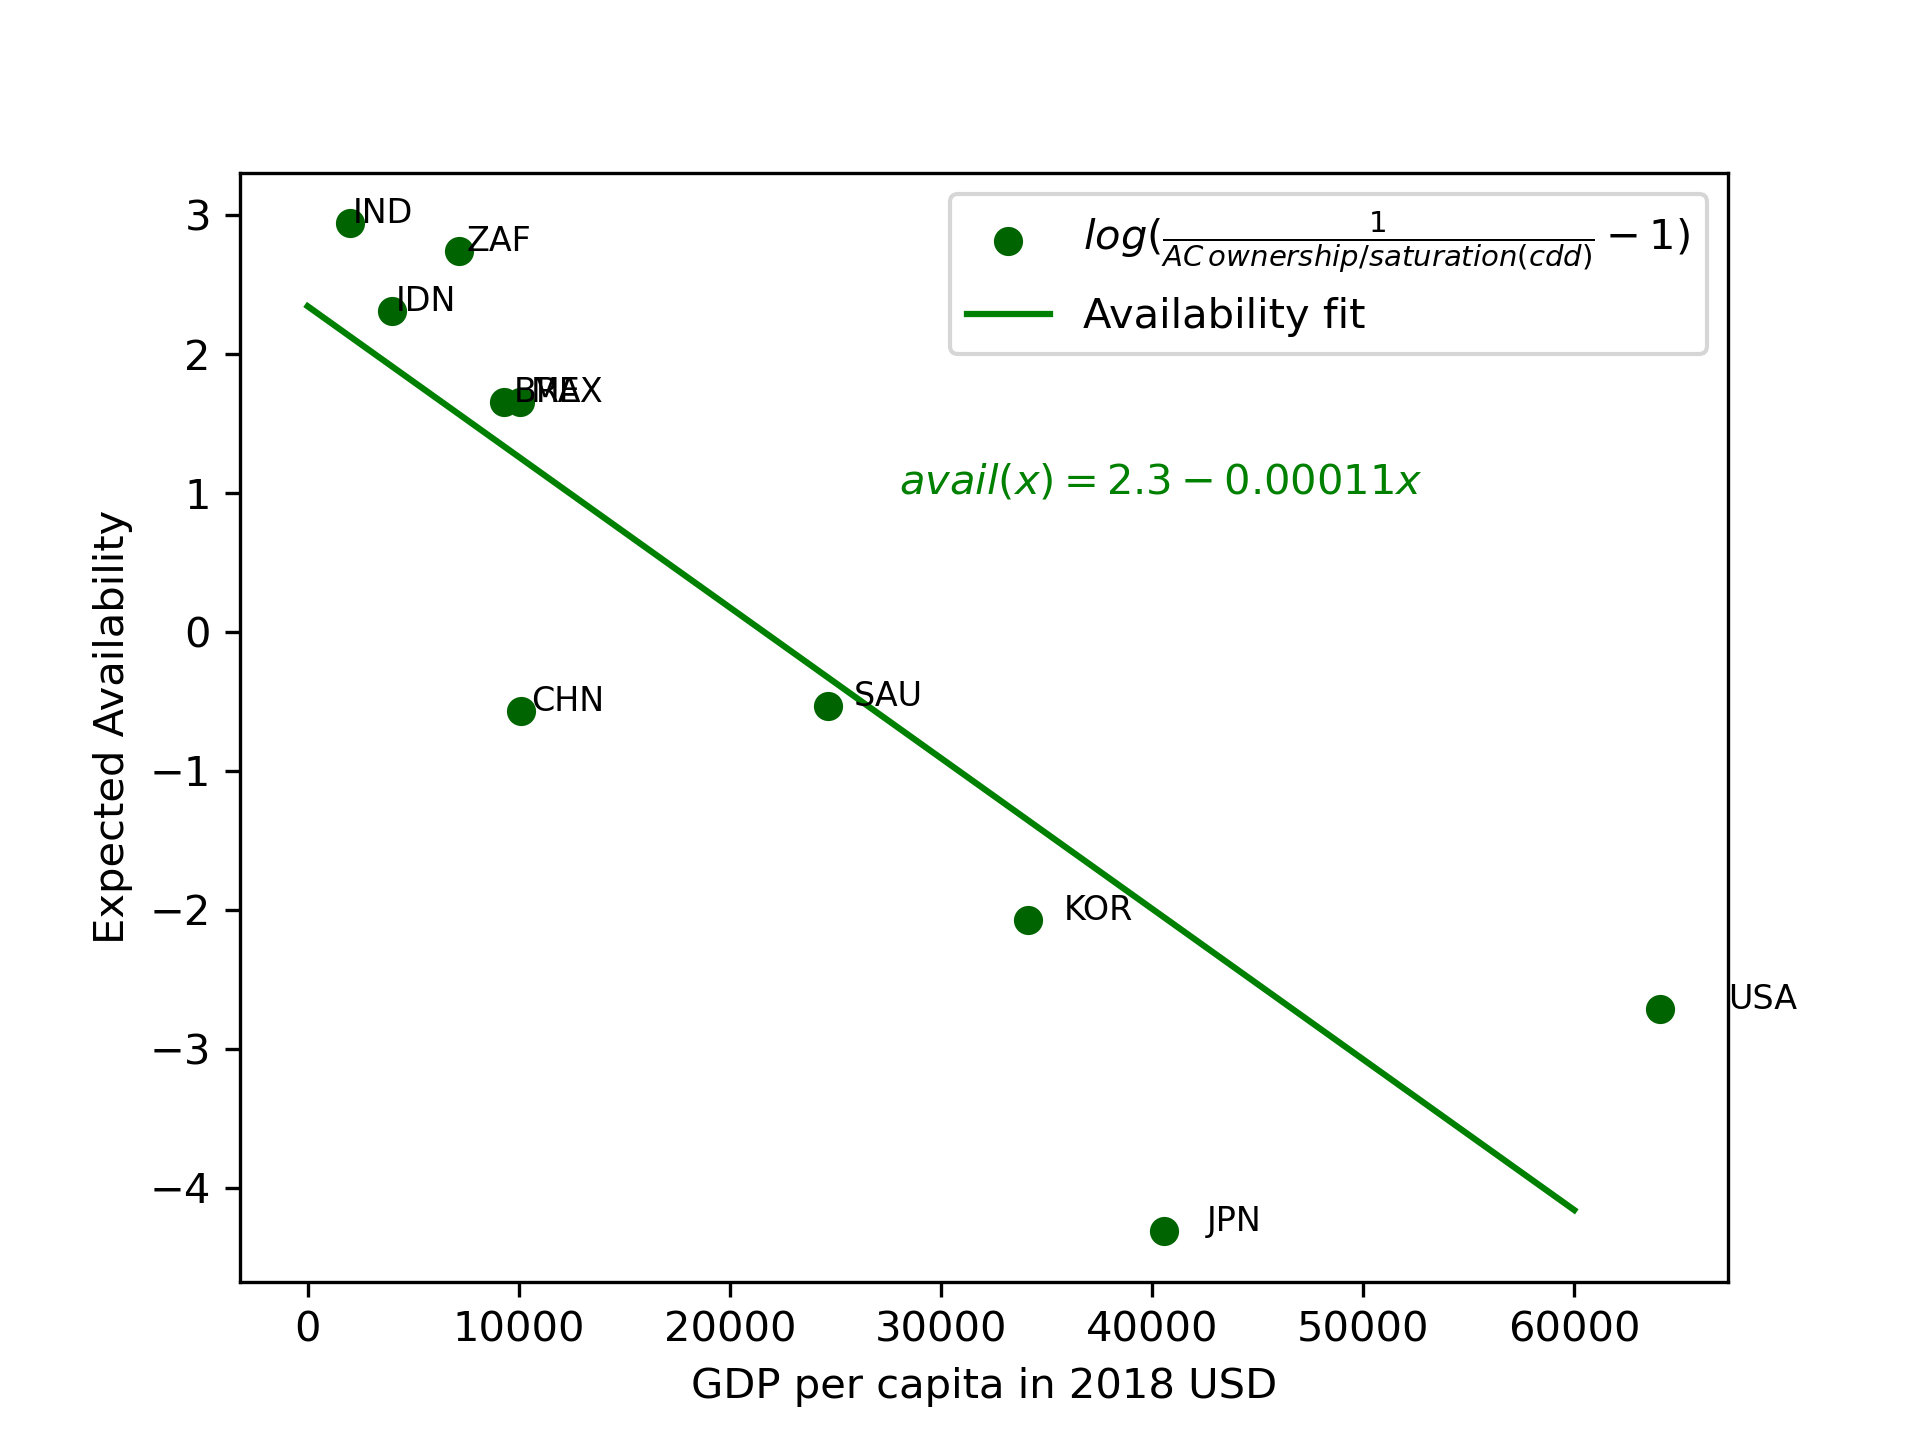 log(1/AC ownership/saturation(cdd) − 1)
Availability fit
3
2
1
0
−1
−2
−3
−4
Expected Availability
IND
ZAF
IDN
BRA
MEX
avail(x) = 2.3 − 0.00011x
CHN
SAU
KOR
USA
JPN
0 10000 20000 30000 40000 50000 60000
GDP per capita in 2018 USD